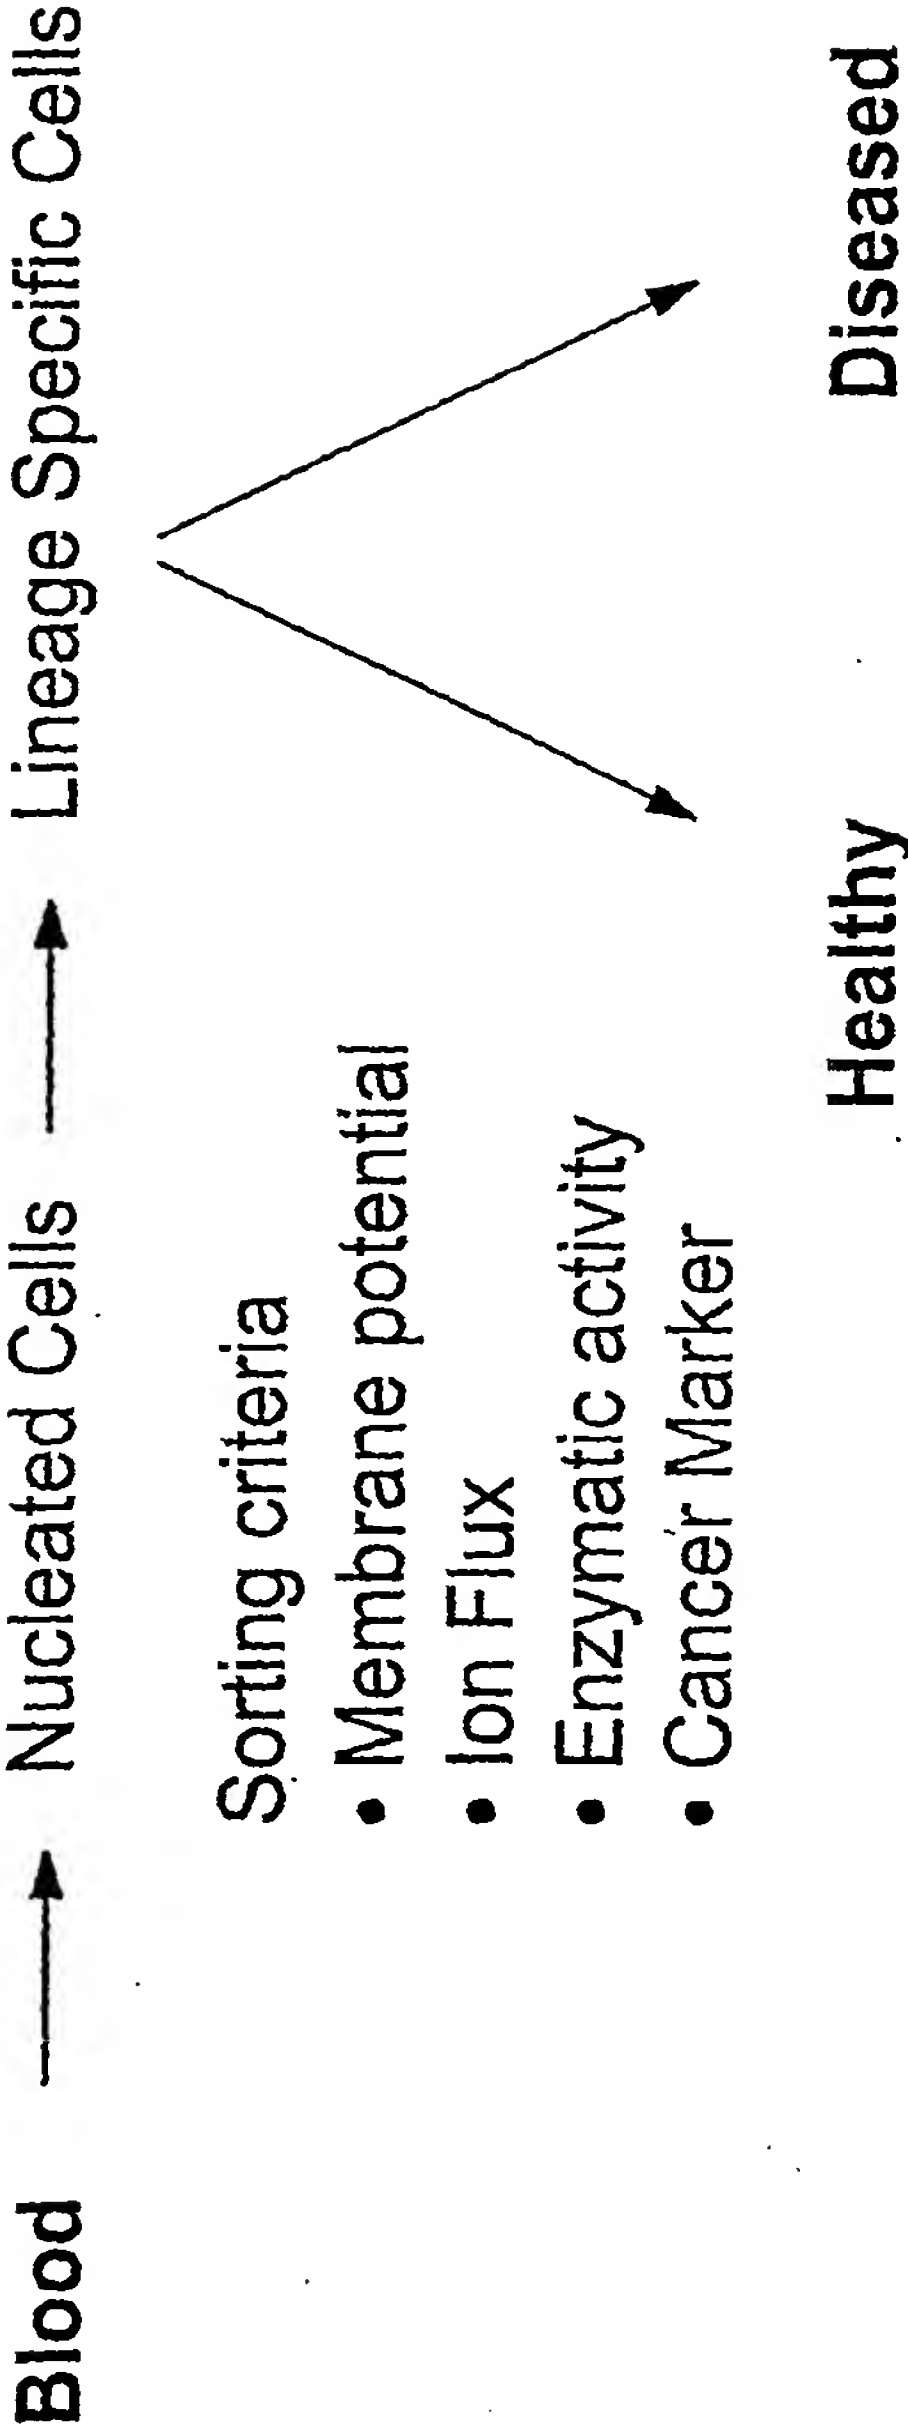 Blood → Nucleated Cells → Lineage Specific Cells
Sorting criteria
• Membrane potential
• Ion Flux
• Enzymatic activity
• Cancer Marker
Healthy
Diseased